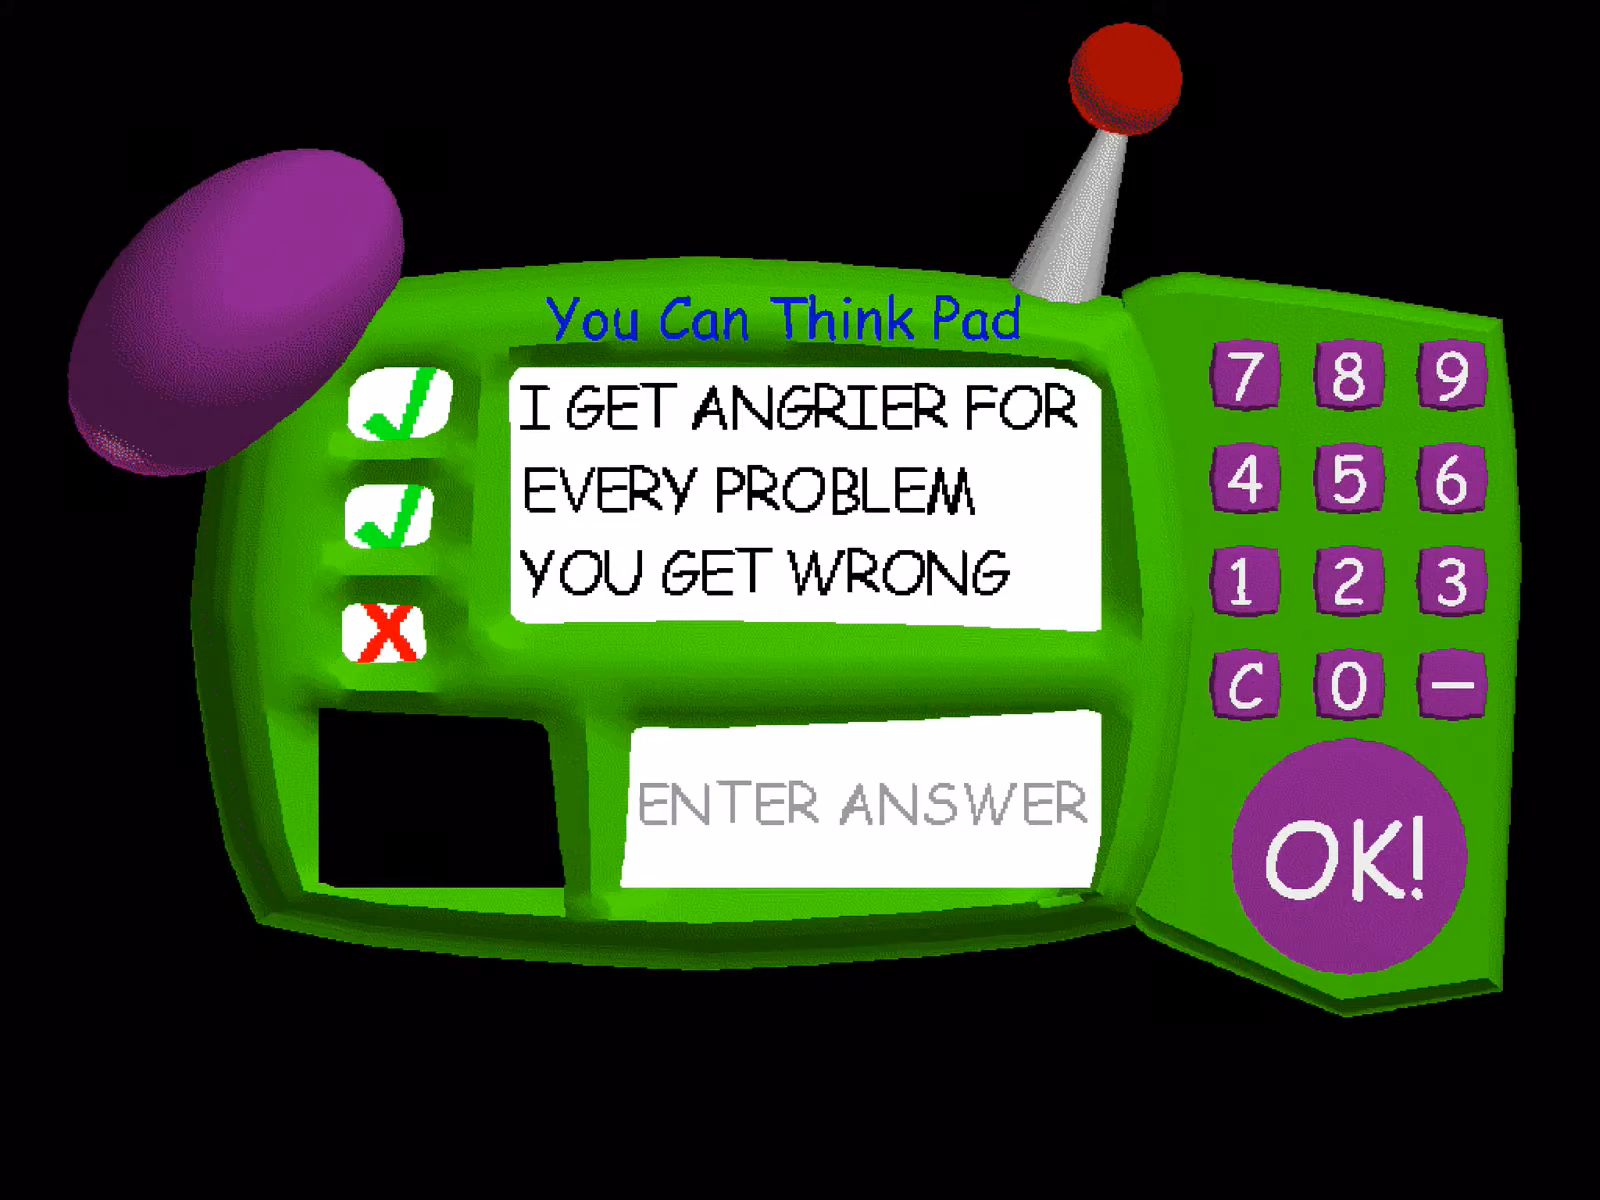 You Can Think Pad
I GET ANGRIER FOR
EVERY PROBLEM
YOU GET WRONG
ENTER ANSWER
7 8 9
4 5 6
1 2 3
C 0 –
OK!